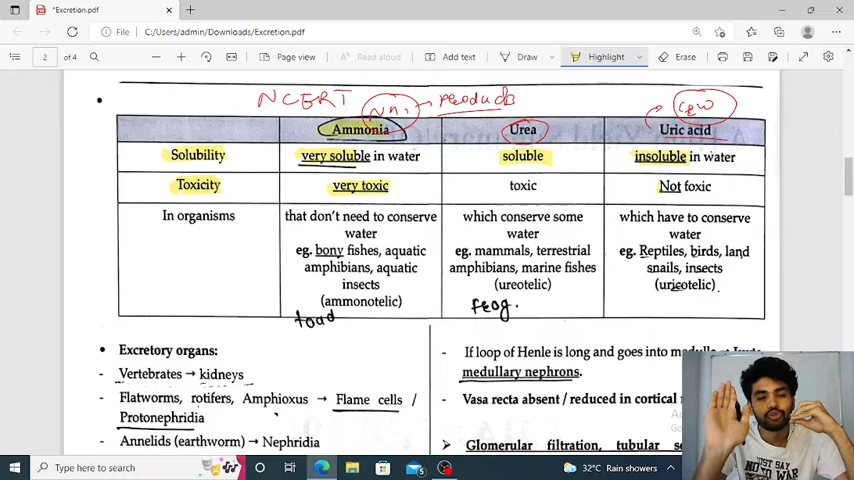 *Excretion.pdf
File | C:/Users/admin/Downloads/Excretion.pdf
2 of 4
Page view
Add text
Draw
Highlight
Erase
NCERT
products
Ammonia
Urea
Uric acid
Solubility
very soluble in water
soluble
insoluble in water
Toxicity
very toxic
toxic
Not toxic
In organisms
that don't need to conserve
water
eg. bony fishes, aquatic
amphibians, aquatic
insects
(ammonotelic)
which conserve some
water
eg. mammals, terrestrial
amphibians, marine fishes
(ureotelic)
which have to conserve
water
eg. Reptiles, birds, land
snails, insects
(uricotelic)
toad
frog.
• Excretory organs:
- Vertebrates → kidneys
- Flatworms, rotifers, Amphioxus → Flame cells /
Protonephridia
- Annelids (earthworm) → Nephridia
- If loop of Henle is long and goes into medulla
medullary nephrons.
- Vasa recta absent / reduced in cortical
➤ Glomerular filtration, tubular
JUST SAY
NO TO WAR
Type here to search
32°C Rain showers